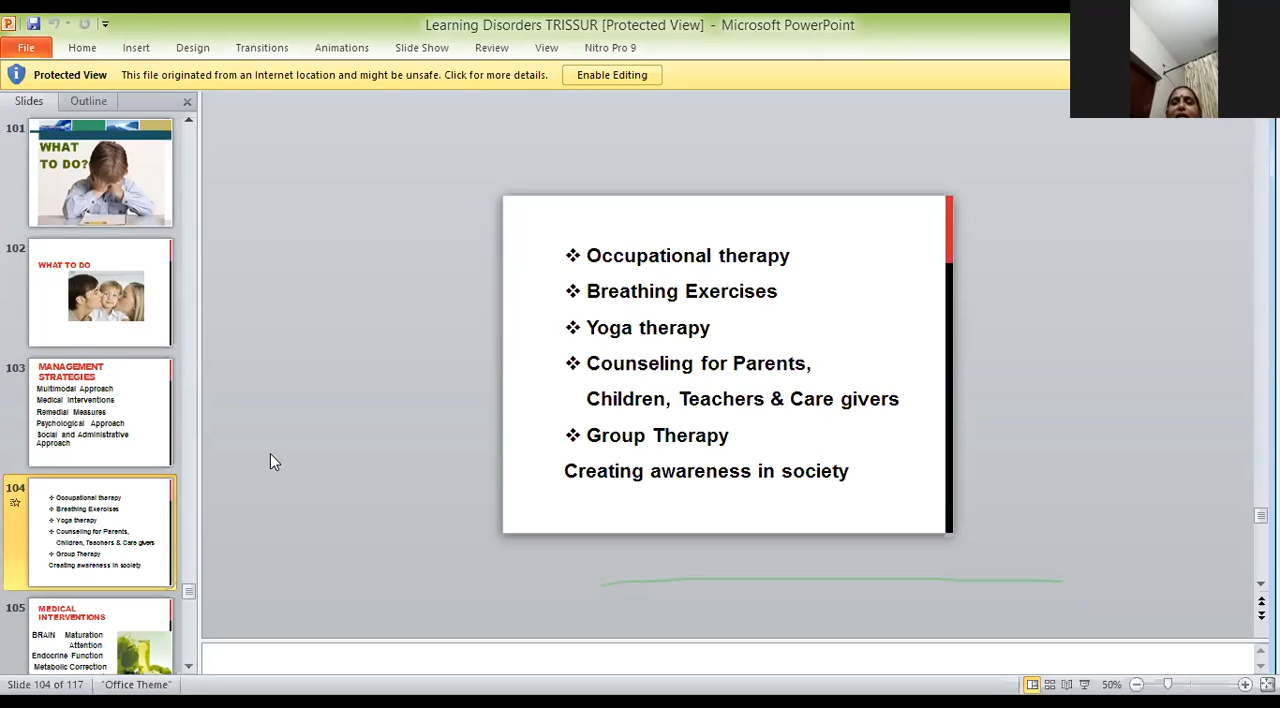 Learning Disorders TRISSUR [Protected View] - Microsoft PowerPoint
File Home Insert Design Transitions Animations Slide Show Review View Nitro Pro 9
Protected View This file originated from an Internet location and might be unsafe. Click for more details. Enable Editing
Slides Outline
101
WHAT
TO DO?
102
WHAT TO DO
103
MANAGEMENT
STRATEGIES
Multimodal Approach
Medical Interventions
Remedial Measures
Psychological Approach
Social and Administrative
Approach
104
❖ Occupational therapy
❖ Breathing Exercises
❖ Yoga therapy
❖ Counseling for Parents,
Children, Teachers & Care givers
❖ Group Therapy
Creating awareness in society
105
MEDICAL
INTERVENTIONS
BRAIN Maturation
Attention
Endocrine Function
Metabolic Correction
❖ Occupational therapy
❖ Breathing Exercises
❖ Yoga therapy
❖ Counseling for Parents,
Children, Teachers & Care givers
❖ Group Therapy
Creating awareness in society
Slide 104 of 117 "Office Theme" 50%